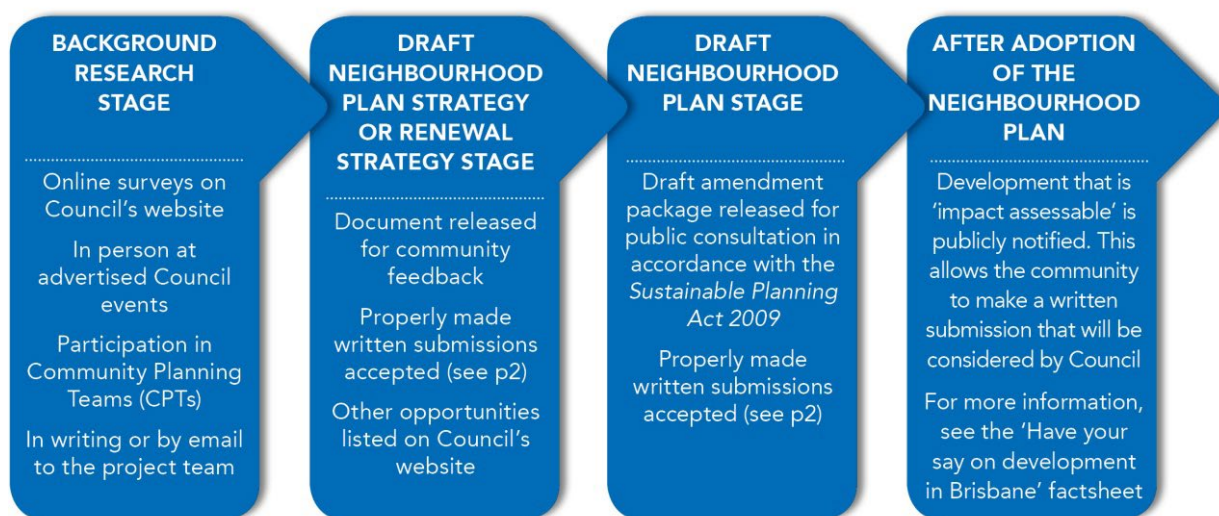 BACKGROUND
RESEARCH
STAGE
Online surveys on
Council's website
In person at
advertised Council
events
Participation in
Community Planning
Teams (CPTs)
In writing or by email
to the project team
DRAFT
NEIGHBOURHOOD
PLAN STRATEGY
OR RENEWAL
STRATEGY STAGE
Document released
for community
feedback
Properly made
written submissions
accepted (see p2)
Other opportunities
listed on Council's
website
DRAFT
NEIGHBOURHOOD
PLAN STAGE
Draft amendment
package released for
public consultation in
accordance with the
Sustainable Planning
Act 2009
Properly made
written submissions
accepted (see p2)
AFTER ADOPTION
OF THE
NEIGHBOURHOOD
PLAN
Development that is
'impact assessable' is
publicly notified. This
allows the community
to make a written
submission that will be
considered by Council
For more information,
see the 'Have your
say on development
in Brisbane' factsheet